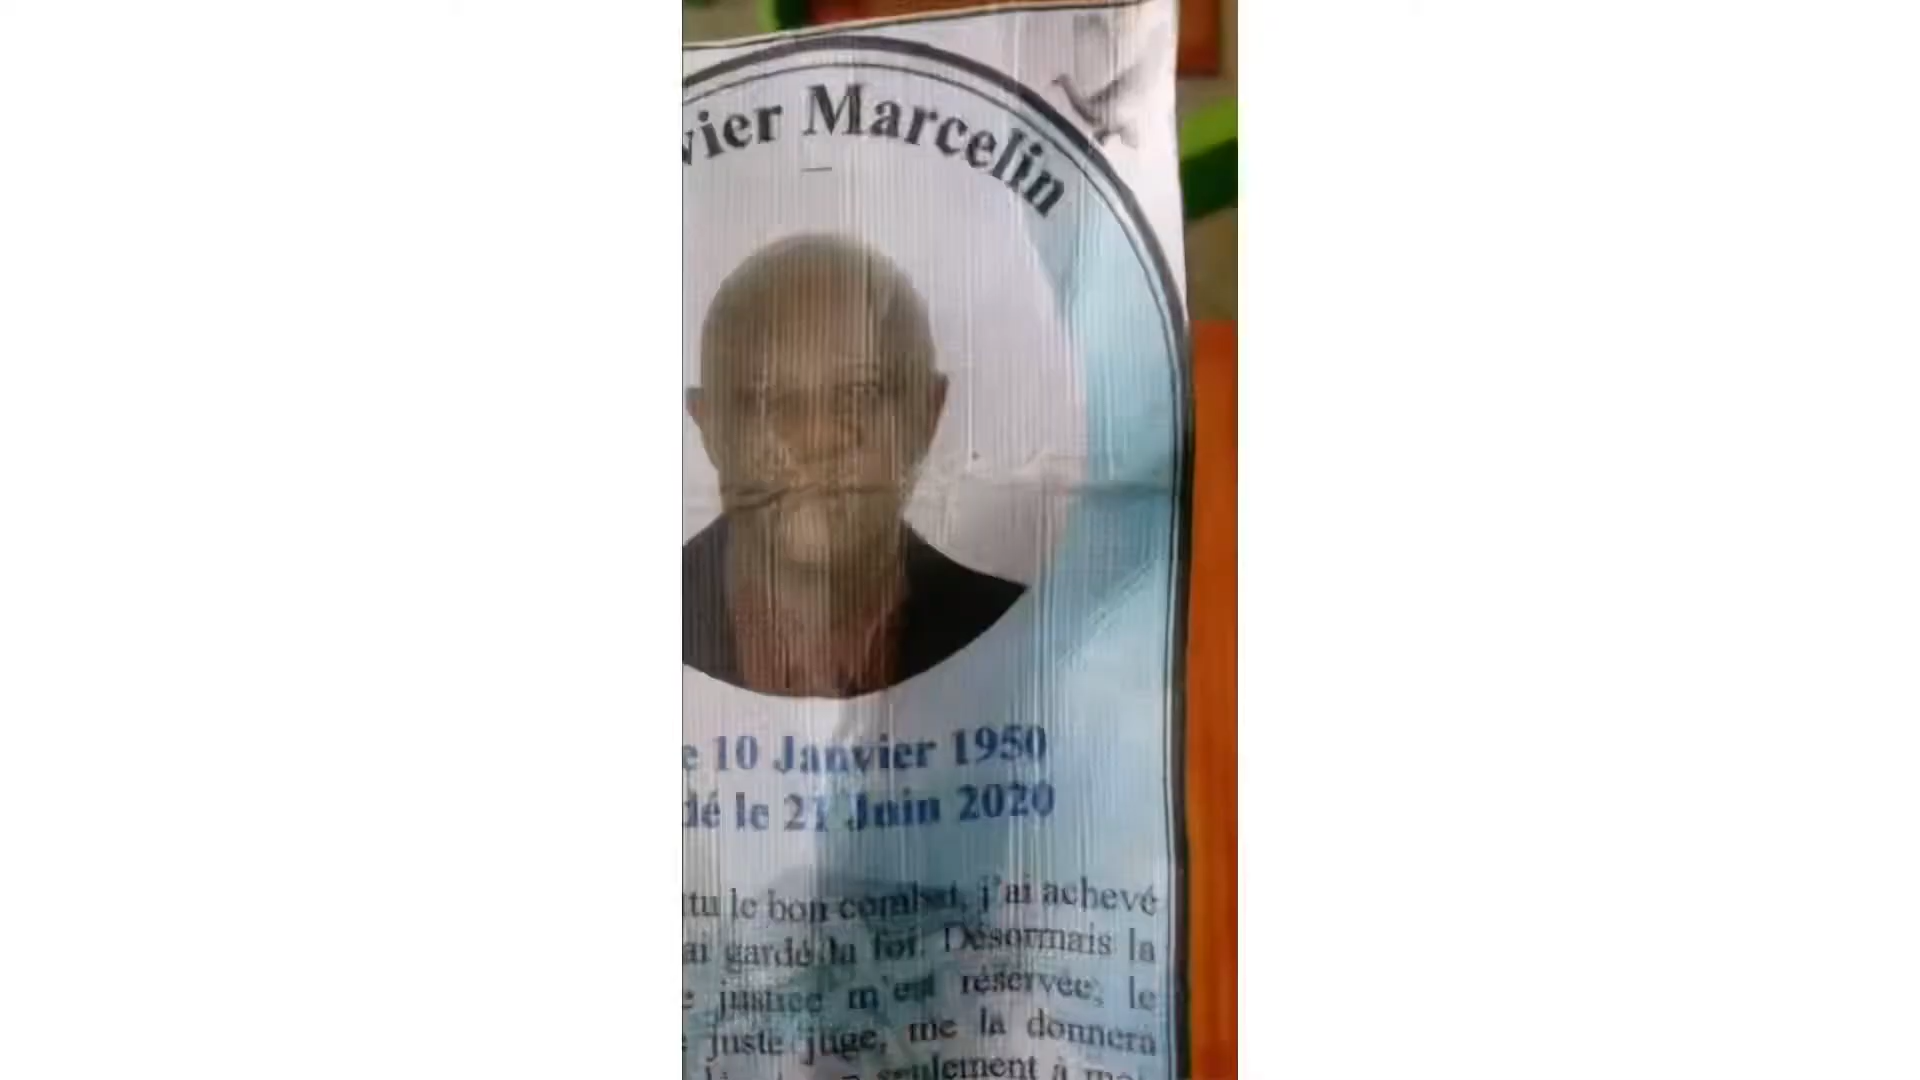 vier Marcelin
e 10 Janvier 1950
dé le 21 Juin 2020
tu le bon combat, j'ai achevé
ai gardé la foi. Désormais la
e justice m'est réservée; le
e juste juge, me la donnera
seulement à moi